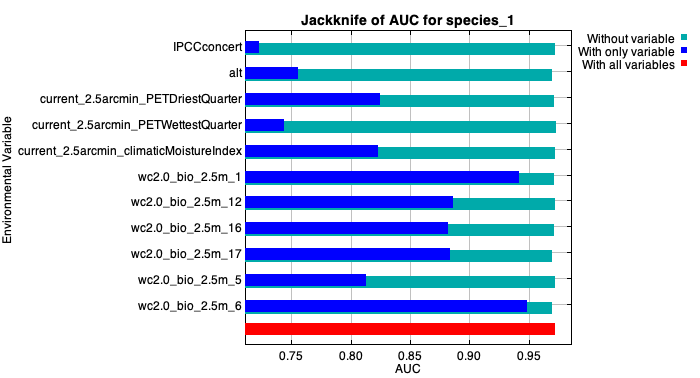 Jackknife of AUC for species_1
Without variable
With only variable
With all variables
Environmental Variable
IPCCconcert
alt
current_2.5arcmin_PETDriestQuarter
current_2.5arcmin_PETWettestQuarter
current_2.5arcmin_climaticMoistureIndex
wc2.0_bio_2.5m_1
wc2.0_bio_2.5m_12
wc2.0_bio_2.5m_16
wc2.0_bio_2.5m_17
wc2.0_bio_2.5m_5
wc2.0_bio_2.5m_6
0.75 0.80 0.85 0.90 0.95
AUC